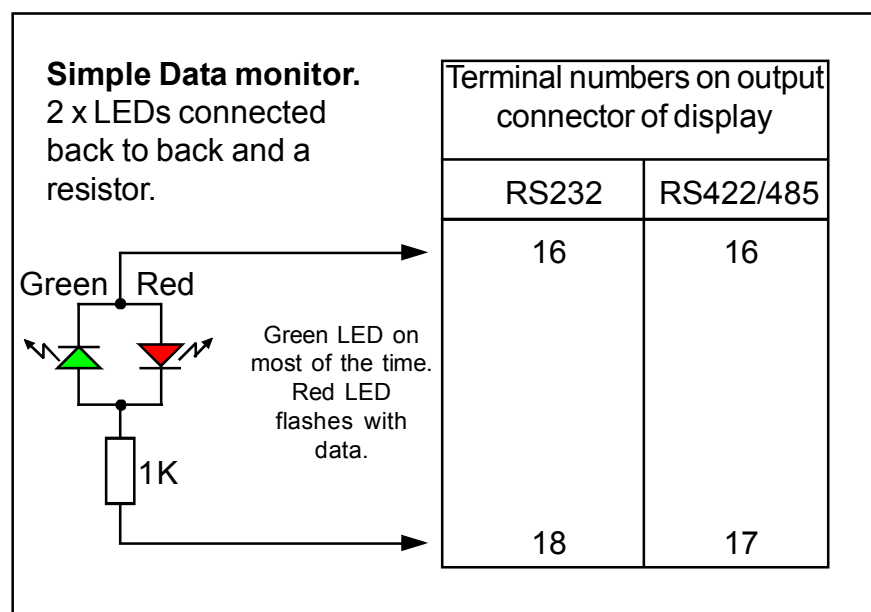 Simple Data monitor.
2 x LEDs connected
back to back and a
resistor.
Terminal numbers on output
connector of display
RS232 RS422/485
16 16
Green Red
Green LED on
most of the time.
Red LED
flashes with
data.
1K
18 17